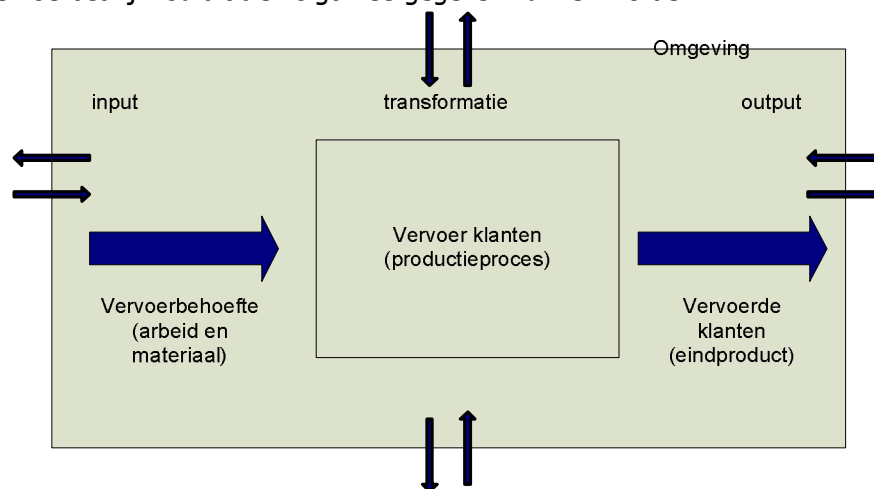 Omgeving
input transformatie output
Vervoer klanten
(productieproces)
Vervoerbehoefte
(arbeid en
materiaal)
Vervoerde
klanten
(eindproduct)